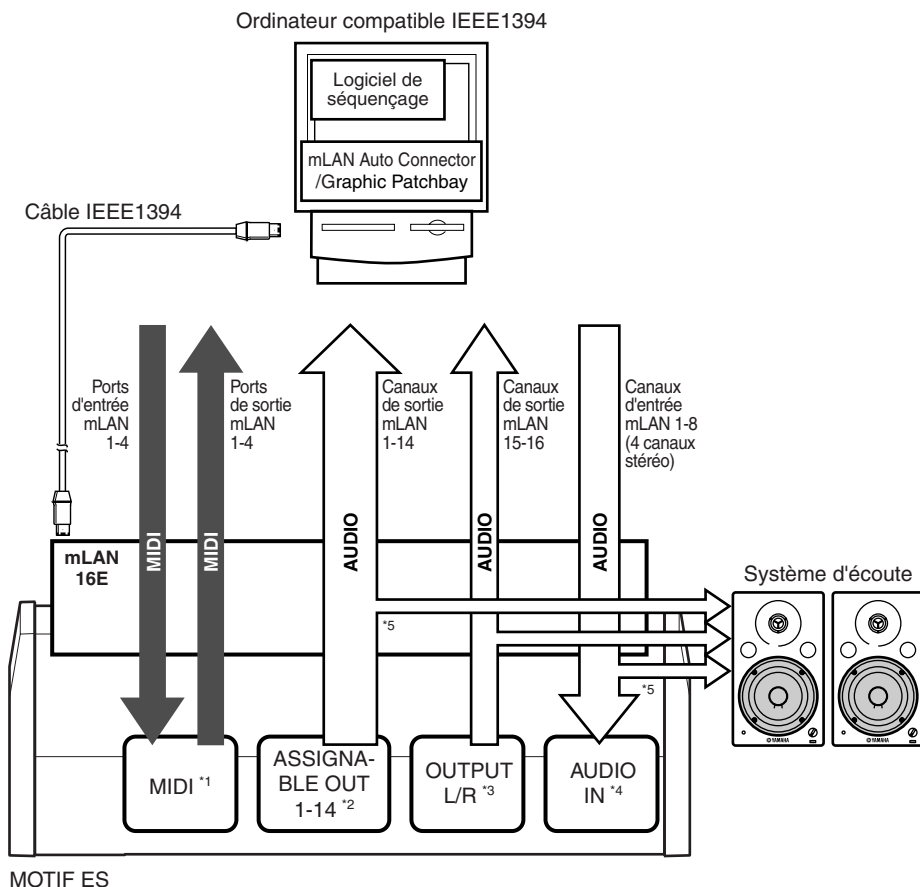 Ordinateur compatible IEEE1394
Logiciel de
séquençage
mLAN Auto Connector
/Graphic Patchbay
Câble IEEE1394
Ports
d'entrée
mLAN
1-4
Ports
de sortie
mLAN
1-4
Canaux
de sortie
mLAN
1-14
Canaux
de sortie
mLAN
15-16
Canaux
d'entrée
mLAN 1-8
(4 canaux
stéréo)
MIDI
MIDI
AUDIO
AUDIO
AUDIO
mLAN
16E
Système d'écoute
*5
*5
YAMAHA
YAMAHA
MIDI *1
ASSIGNA-
BLE OUT
1-14 *2
OUTPUT
L/R *3
AUDIO
IN *4
MOTIF ES